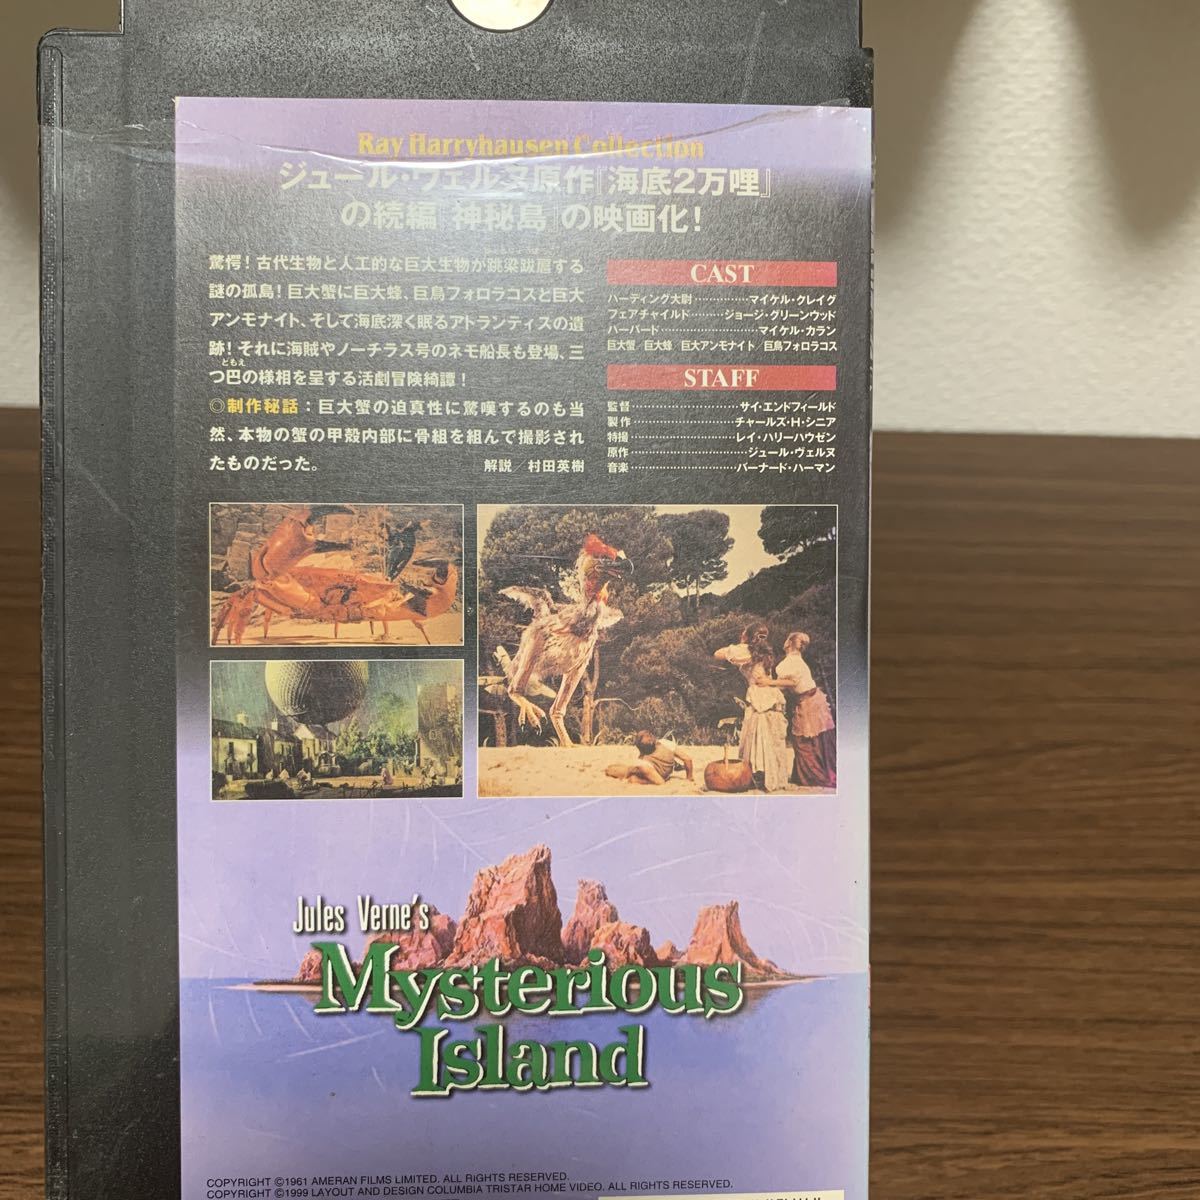 Ray Harryhausen Collection
ジュール・ヴェルヌ原作『海底2万哩』
の続編『神秘島』の映画化!
驚愕!古代生物と人工的な巨大生物が跳梁跋扈する
謎の孤島!巨大蟹に巨大蜂、巨鳥フォロラコスと巨大
アンモナイト、そして海底深く眠るアトランティスの遺
跡!それに海賊やノーチラス号のネモ船長も登場、三
ともえ
つ巴の様相を呈する活劇冒険綺譚!
◎制作秘話:巨大蟹の迫真性に驚嘆するのも当
然、本物の蟹の甲殻内部に骨組を組んで撮影され
たものだった。 解説 村田英樹
CAST
ハーディング大尉……………マイケル・クレイグ
フェアチャイルド………ジョージ・グリーンウッド
ハーバード………………………マイケル・カラン
巨大蟹/巨大蜂/巨大アンモナイト/巨鳥フォロラコス
STAFF
監督………………………サイ・エンドフィールド
製作………………………チャールズ・H・シニア
特撮………………………レイ・ハリーハウゼン
原作…………………………ジュール・ヴェルヌ
音楽………………………バーナード・ハーマン
Jules Verne's
Mysterious
Island
COPYRIGHT ©1961 AMERAN FILMS LIMITED. ALL RIGHTS RESERVED.
COPYRIGHT ©1999 LAYOUT AND DESIGN COLUMBIA TRISTAR HOME VIDEO. ALL RIGHTS RESERVED.